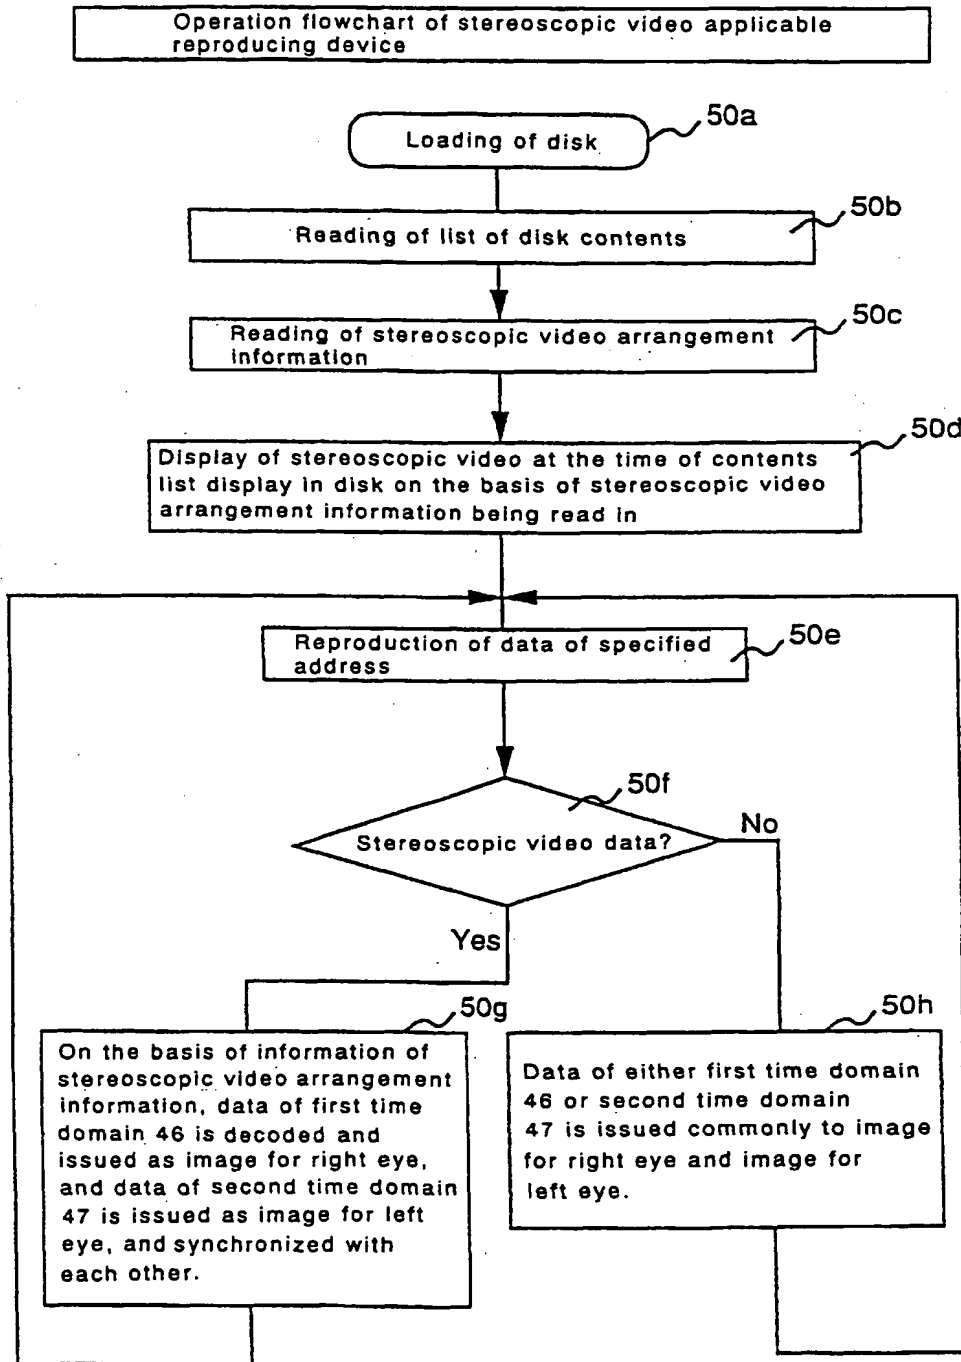 Operation flowchart of stereoscopic video applicable
reproducing device
50a
Loading of disk
50b
Reading of list of disk contents
50c
Reading of stereoscopic video arrangement
information
50d
Display of stereoscopic video at the time of contents
list display in disk on the basis of stereoscopic video
arrangement information being read in
50e
Reproduction of data of specified
address
50f
Stereoscopic video data?
No
Yes
50g
On the basis of information of
stereoscopic video arrangement
information, data of first time
domain 46 is decoded and
issued as image for right eye,
and data of second time domain
47 is issued as image for left
eye, and synchronized with
each other.
50h
Data of either first time domain
46 or second time domain
47 is issued commonly to image
for right eye and image for
left eye.